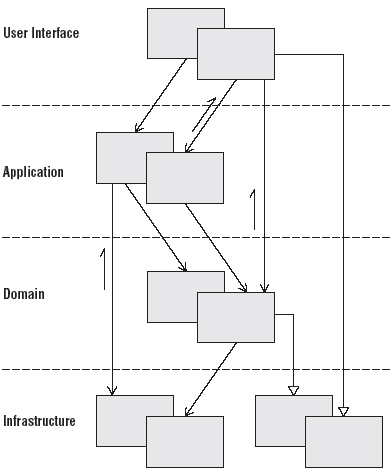 User Interface
Application
Domain
Infrastructure